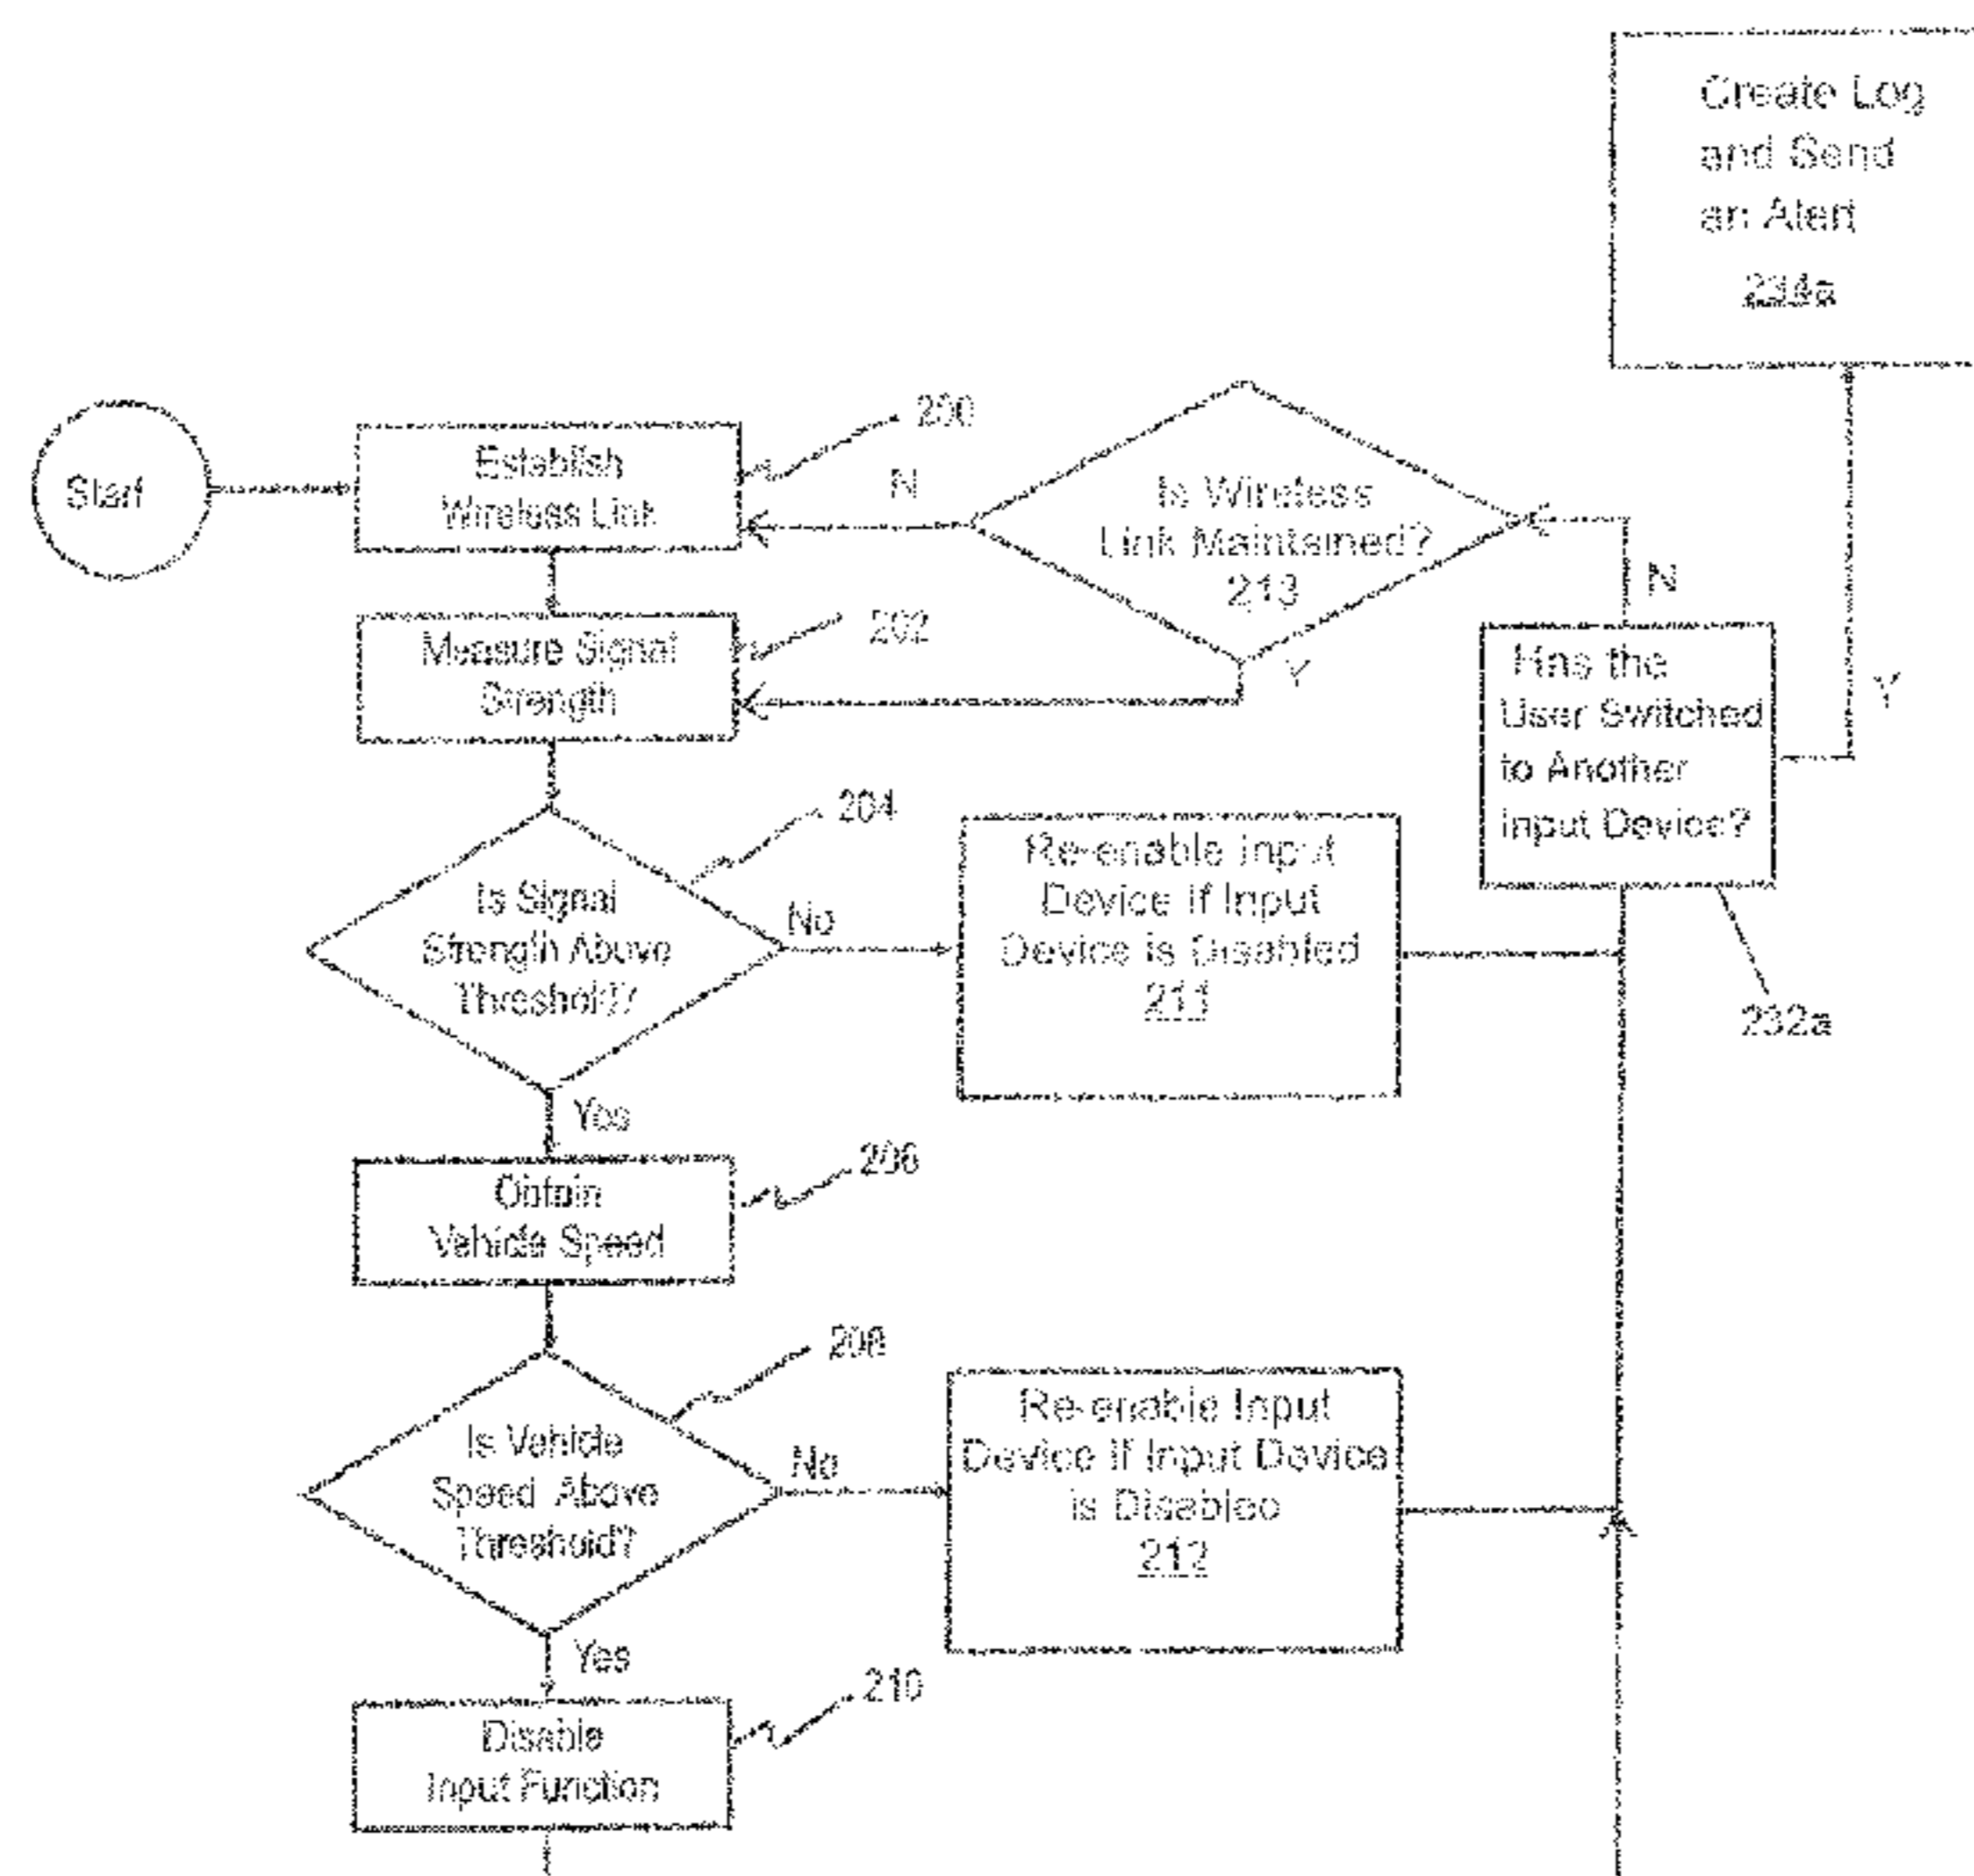 Create Log
and Send
an Alert
234a
Start
Establish
Wireless Link
200
N
Is Wireless
Link Maintained?
213
N
Measure Signal
Strength
202
Y
Has the
User Switched
to Another
Input Device?
Y
232a
204
Is Signal
Strength Above
Threshold?
No
Re-enable Input
Device if Input
Device is Disabled
211
Yes
Obtain
Vehicle Speed
206
208
Is Vehicle
Speed Above
Threshold?
No
Re-enable Input
Device if Input Device
is Disabled
212
Yes
Disable
Input Function
210